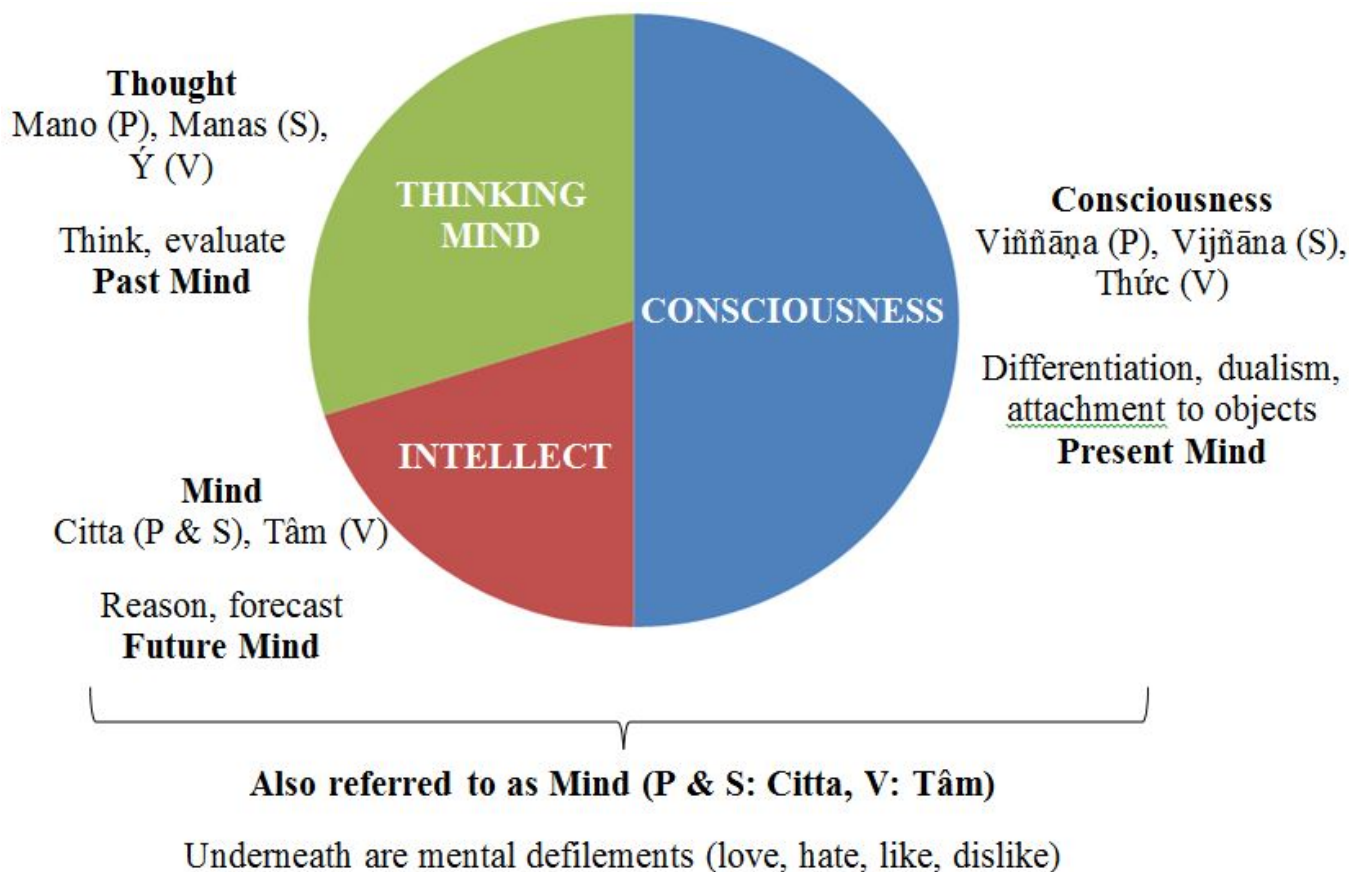 Thought
Mano (P), Manas (S),
Ý (V)
Think, evaluate
Past Mind
THINKING
MIND
CONSCIOUSNESS
INTELLECT
Consciousness
Viññāṇa (P), Vijñāna (S),
Thức (V)
Differentiation, dualism,
attachment to objects
Present Mind
Mind
Citta (P & S), Tâm (V)
Reason, forecast
Future Mind
Also referred to as Mind (P & S: Citta, V: Tâm)
Underneath are mental defilements (love, hate, like, dislike)